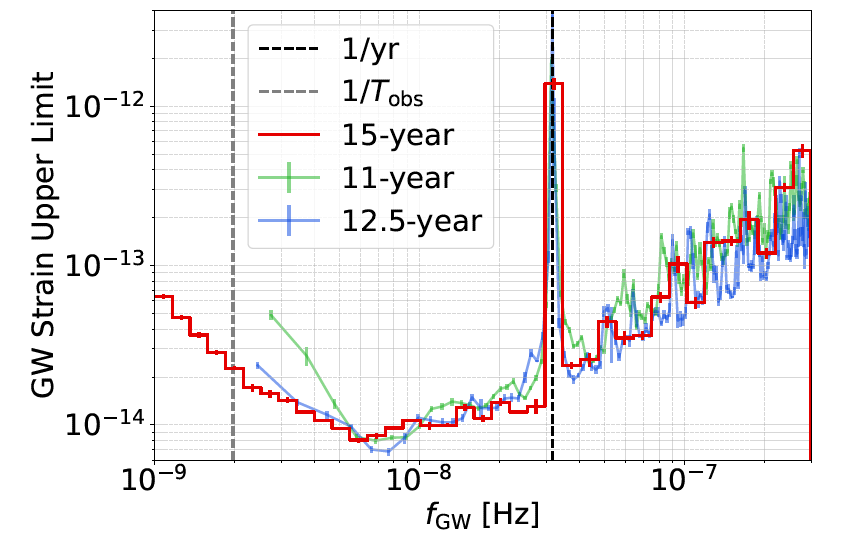 1/yr
1/T_obs
15-year
11-year
12.5-year
GW Strain Upper Limit
10⁻¹²
10⁻¹³
10⁻¹⁴
10⁻⁹
10⁻⁸
10⁻⁷
f_GW [Hz]